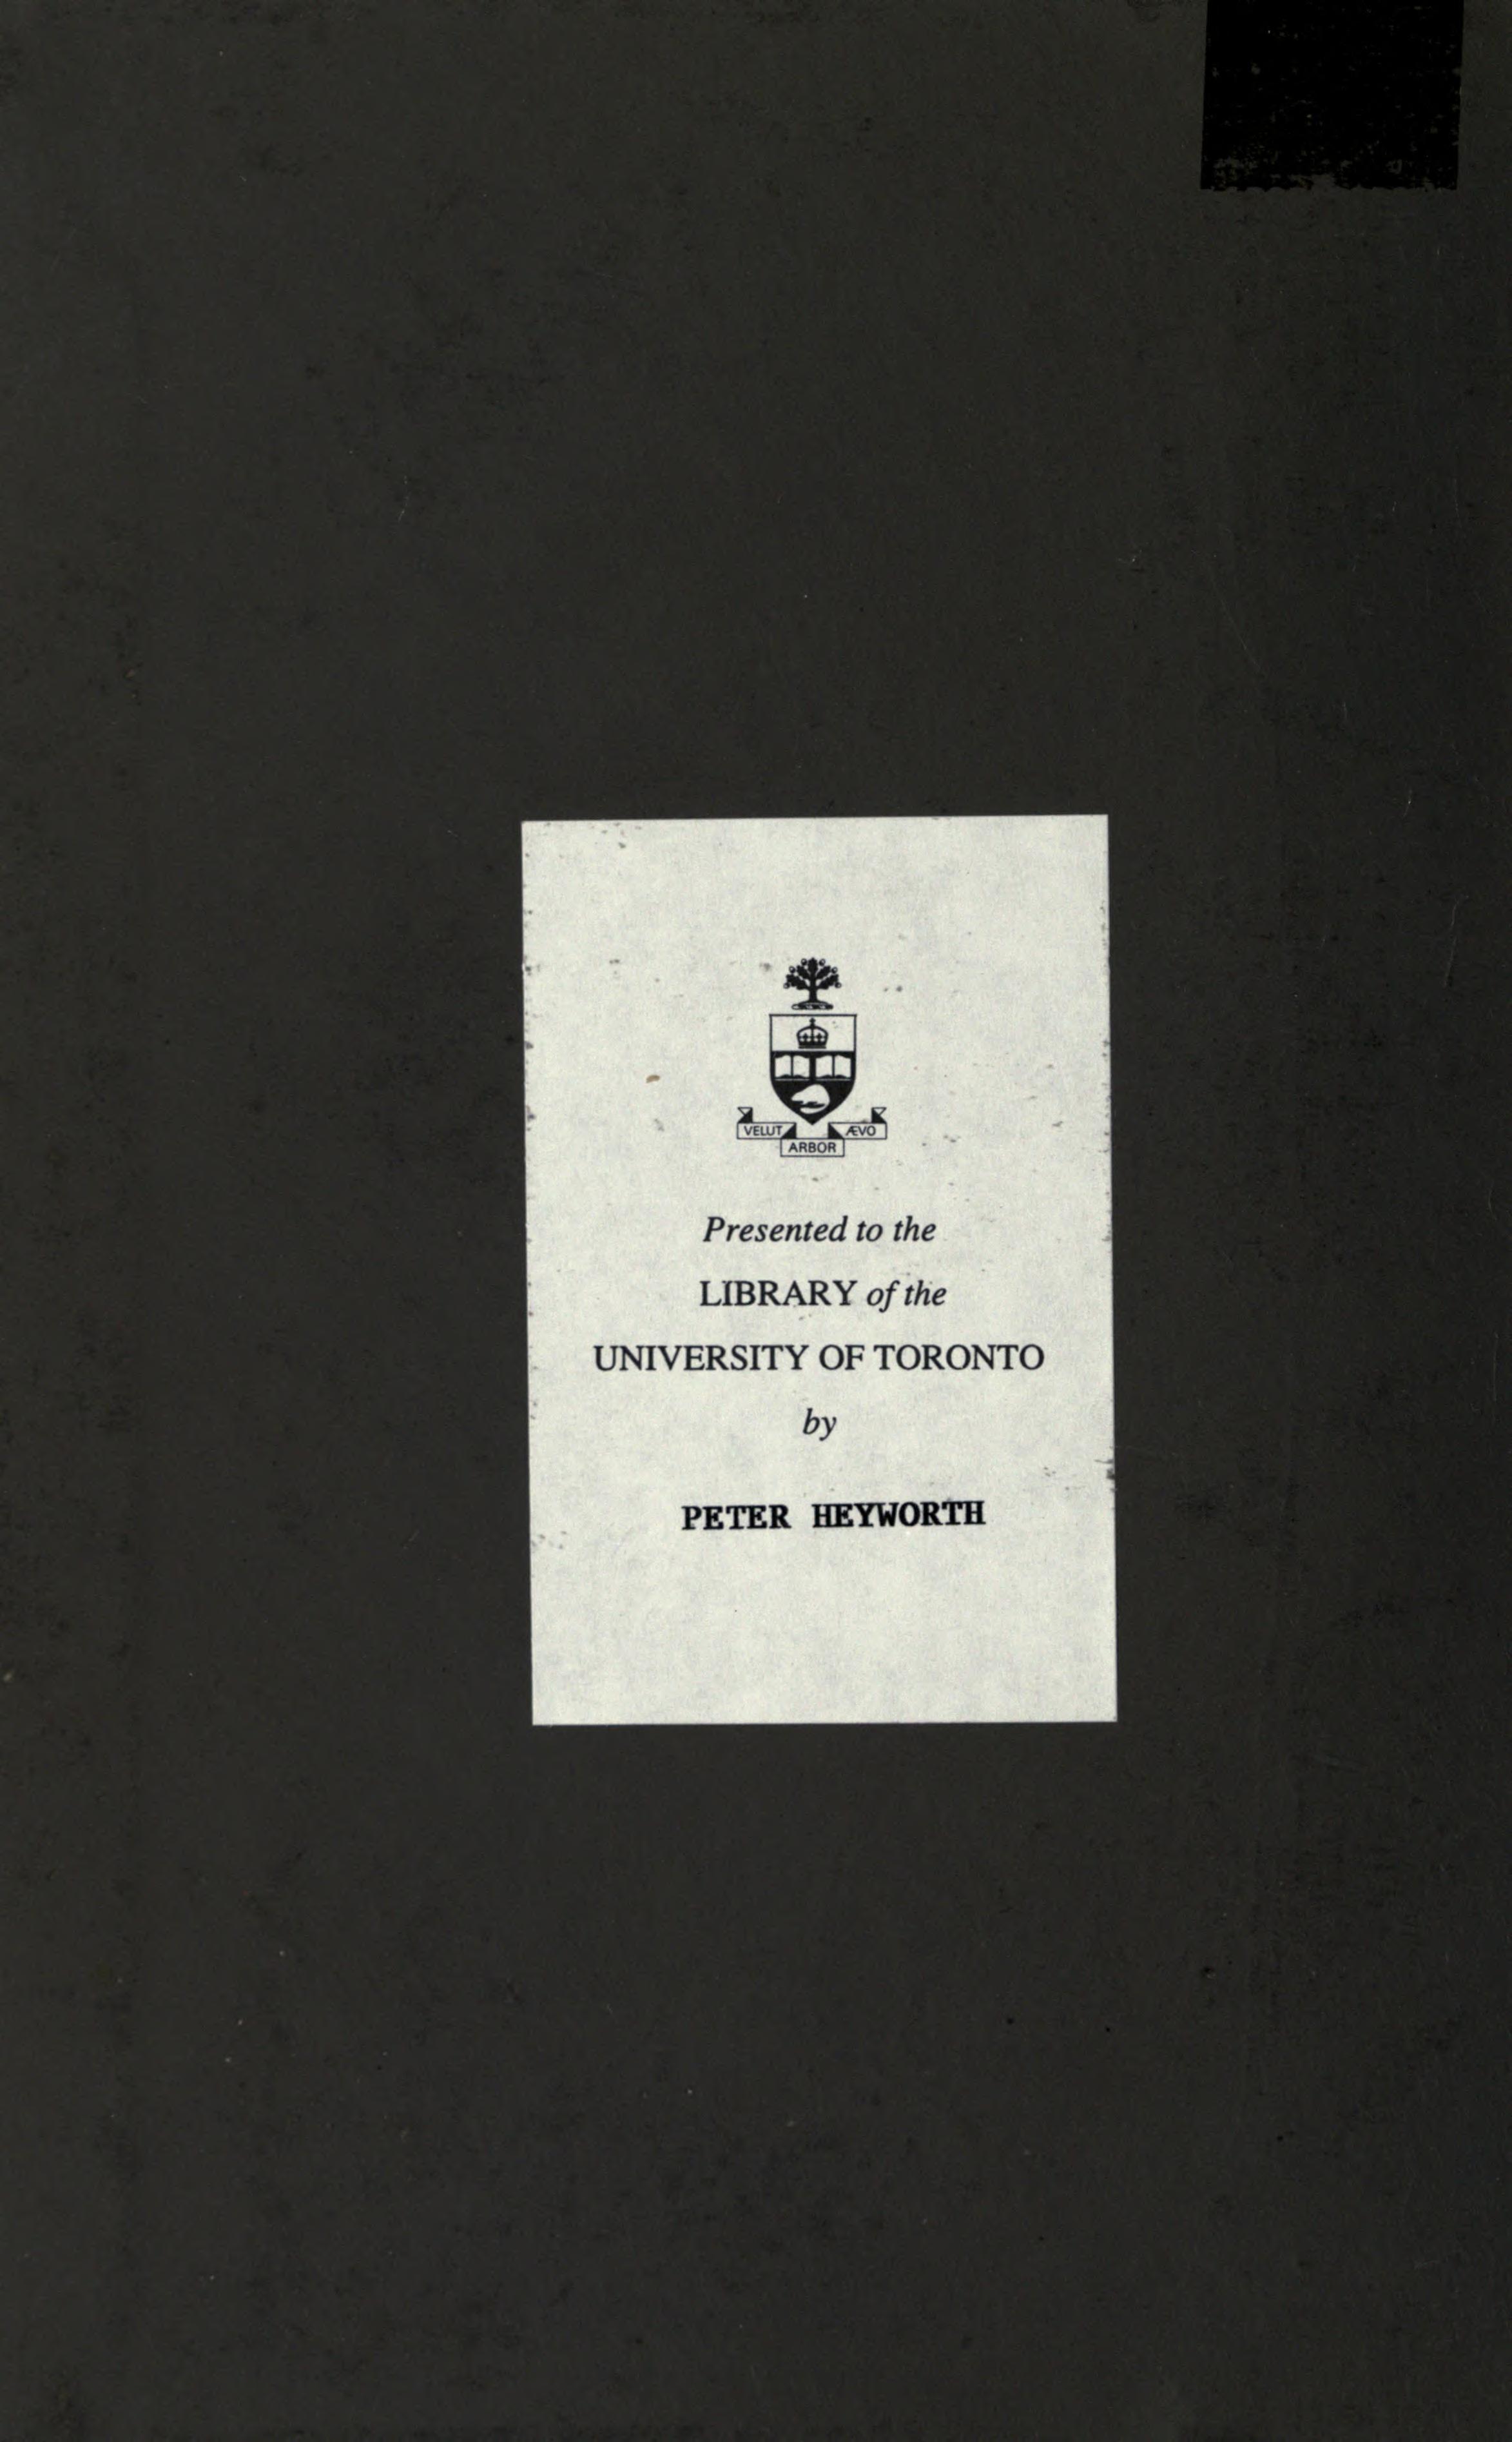 VELUT ÆVO
ARBOR
Presented to the
LIBRARY of the
UNIVERSITY OF TORONTO
by
PETER HEYWORTH